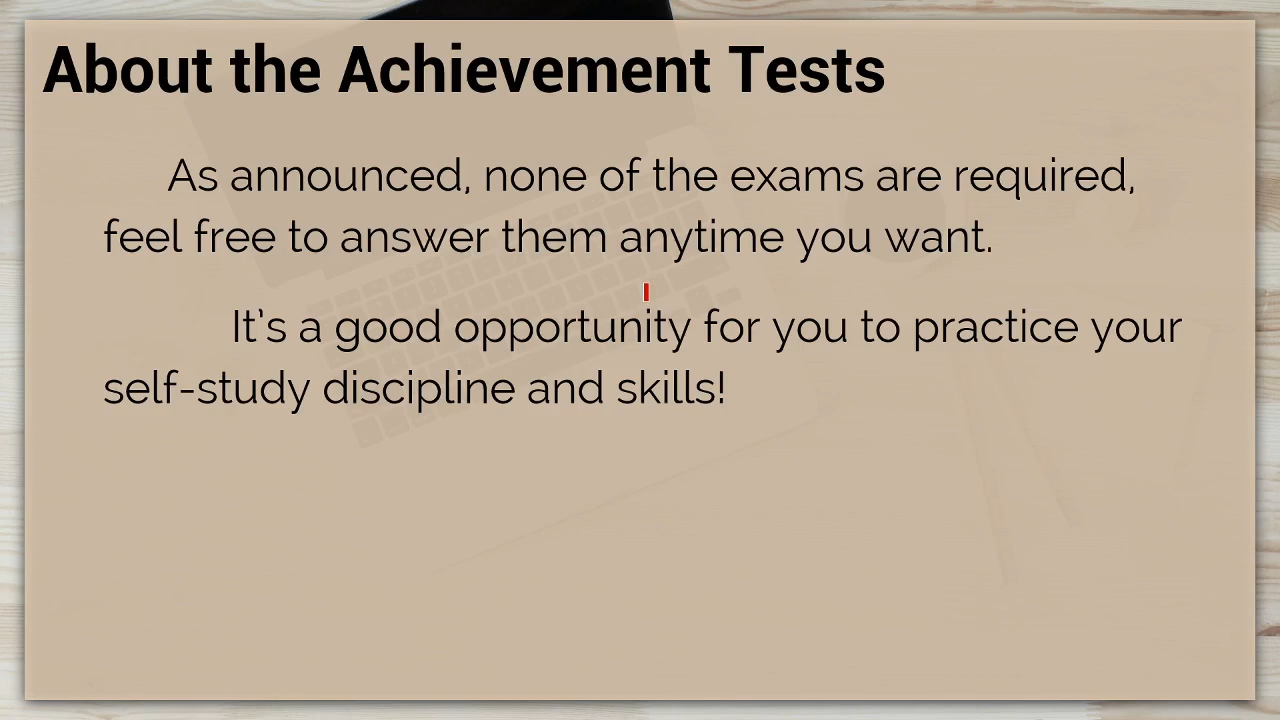 About the Achievement Tests
As announced, none of the exams are required,
feel free to answer them anytime you want.
It's a good opportunity for you to practice your
self-study discipline and skills!